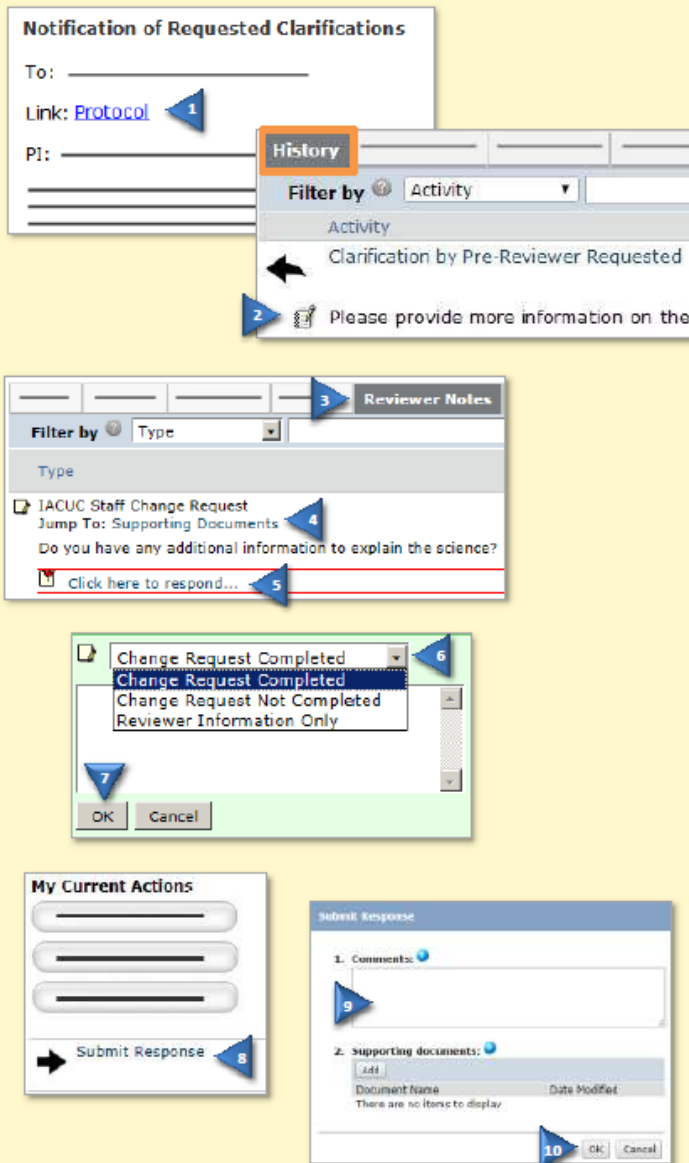 Notification of Requested Clarifications
To:
Link: Protocol
1
PI:
History
Filter by Activity
Activity
Clarification by Pre-Reviewer Requested
2
Please provide more information on the
3
Reviewer Notes
Filter by Type
Type
IACUC Staff Change Request
Jump To: Supporting Documents
4
Do you have any additional information to explain the science?
Click here to respond...
5
Change Request Completed
6
Change Request Completed
Change Request Not Completed
Reviewer Information Only
7
OK Cancel
My Current Actions
Submit Response
8
Submit Response
1. Comments:
9
2. Supporting documents:
Add
Document Name Date Modified
There are no items to display
10
OK Cancel